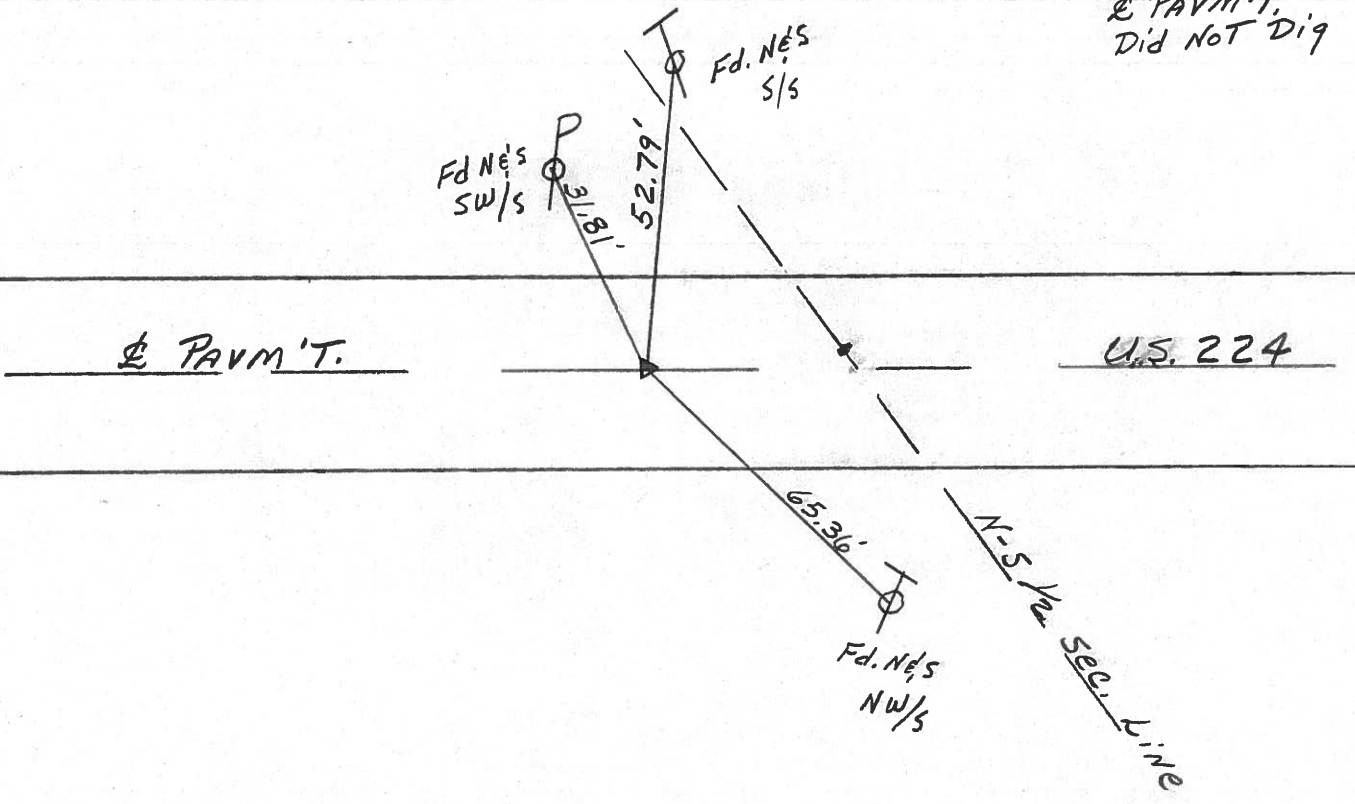 ℄ PAVM'T.
Did NOT Dig
Fd. N&S
S/S
Fd N&S
SW/S
P
31.81'
52.79'
℄ PAVM'T.
U.S. 224
65.36'
Fd. N&S
NW/S
N-S 1/2 Sec. Line